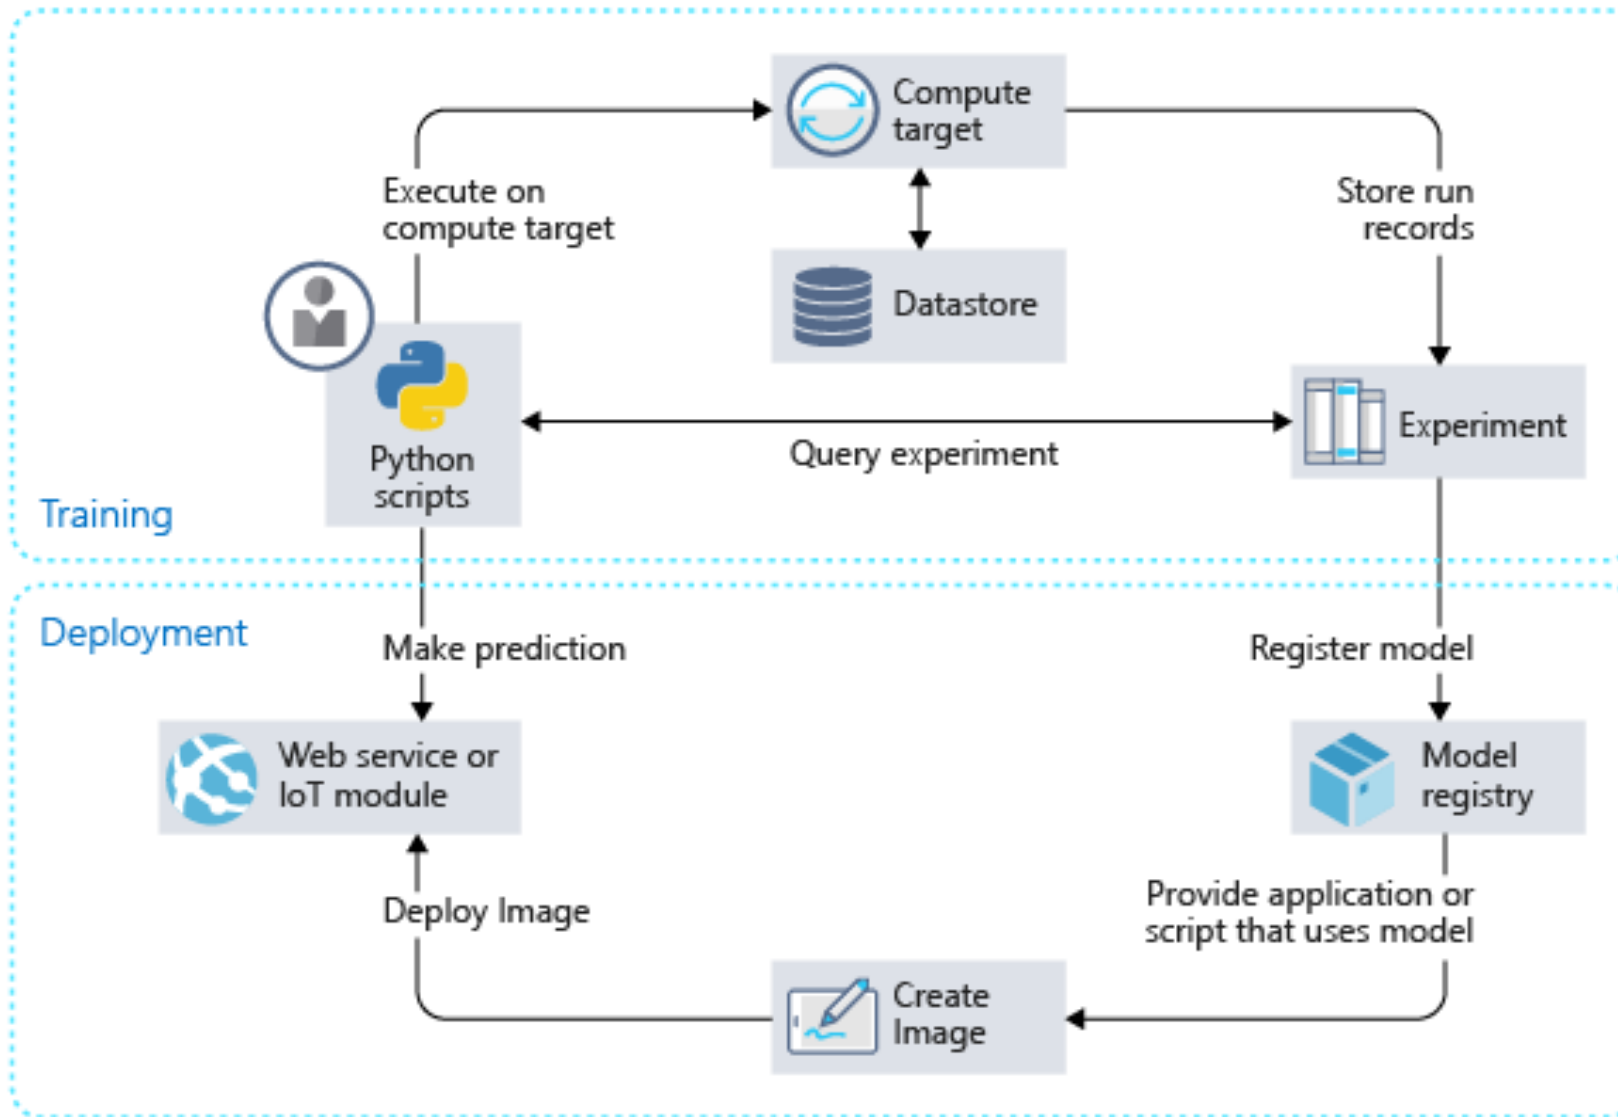 Compute
target
Execute on
compute target
Store run
records
Datastore
Python
scripts
Query experiment
Experiment
Training
Deployment
Make prediction
Register model
Web service or
IoT module
Model
registry
Deploy Image
Provide application or
script that uses model
Create
Image